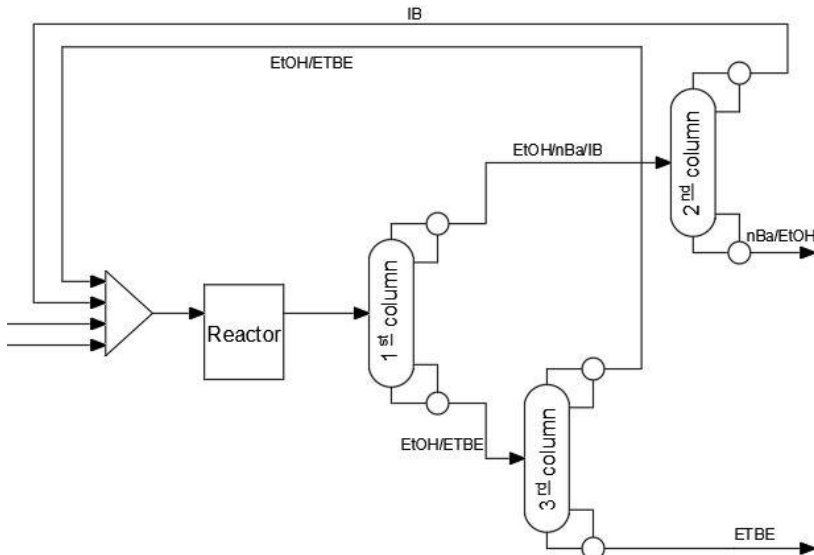 IB
EtOH/ETBE
2nd column
EtOH/nBa/IB
nBa/EtOH
1st column
Reactor
EtOH/ETBE
3rd column
ETBE